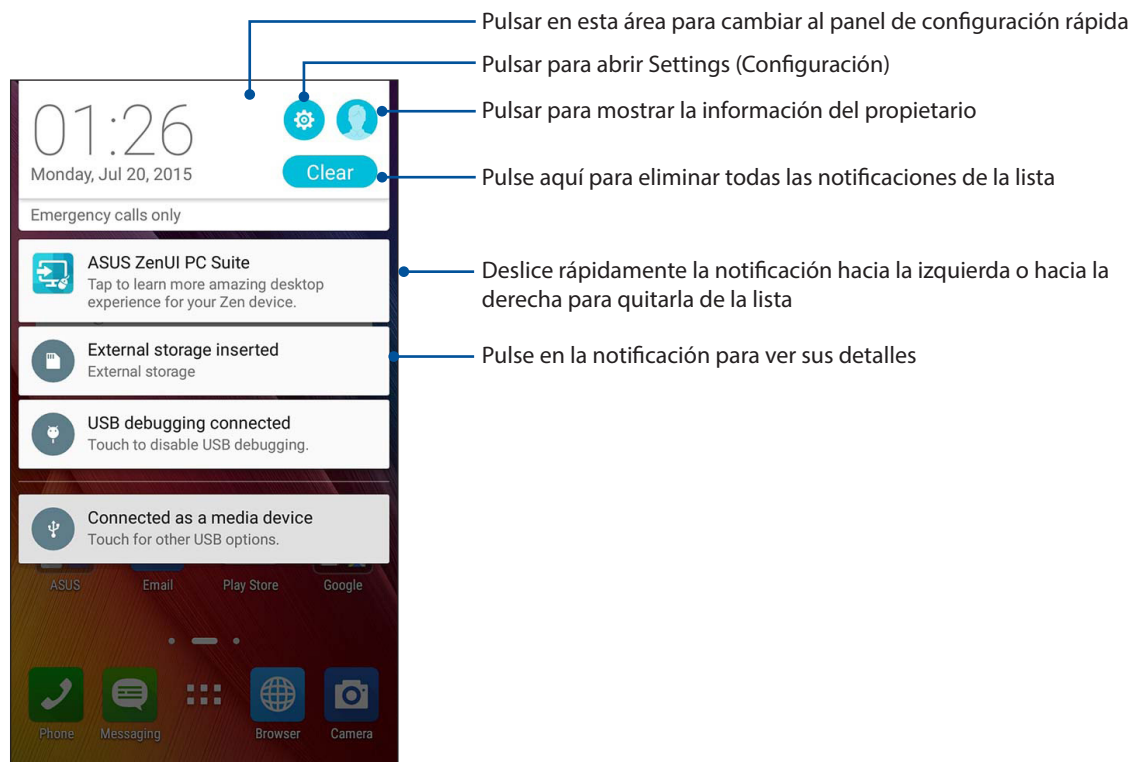 Pulsar en esta área para cambiar al panel de configuración rápida
Pulsar para abrir Settings (Configuración)
Pulsar para mostrar la información del propietario
Pulse aquí para eliminar todas las notificaciones de la lista
Deslice rápidamente la notificación hacia la izquierda o hacia la
derecha para quitarla de la lista
Pulse en la notificación para ver sus detalles
01:26
Monday, Jul 20, 2015
Clear
Emergency calls only
ASUS ZenUI PC Suite
Tap to learn more amazing desktop
experience for your Zen device.
External storage inserted
External storage
USB debugging connected
Touch to disable USB debugging.
Connected as a media device
Touch for other USB options.
ASUS Email Play Store Google
Phone Messaging Browser Camera